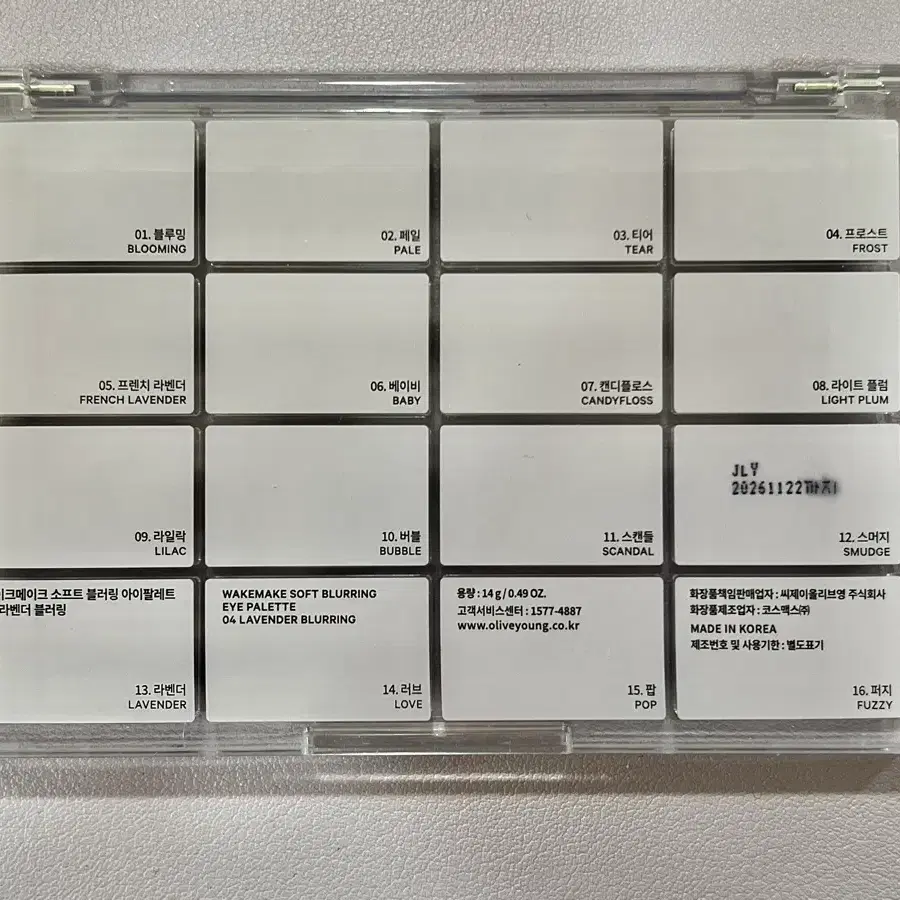 01. 블루밍
BLOOMING
02. 페일
PALE
03. 티어
TEAR
04. 프로스트
FROST
05. 프렌치 라벤더
FRENCH LAVENDER
06. 베이비
BABY
07. 캔디플로스
CANDYFLOSS
08. 라이트 플럼
LIGHT PLUM
09. 라일락
LILAC
10. 버블
BUBBLE
11. 스캔들
SCANDAL
JLY
20261122까지
12. 스머지
SMUDGE
이크메이크 소프트 블러링 아이팔레트
라벤더 블러링
13. 라벤더
LAVENDER
WAKEMAKE SOFT BLURRING
EYE PALETTE
04 LAVENDER BLURRING
14. 러브
LOVE
용량 : 14 g / 0.49 OZ.
고객서비스센터 : 1577-4887
www.oliveyoung.co.kr
15. 팝
POP
화장품책임판매업자 : 씨제이올리브영 주식회사
화장품제조업자 : 코스맥스㈜
MADE IN KOREA
제조번호 및 사용기한 : 별도표기
16. 퍼지
FUZZY